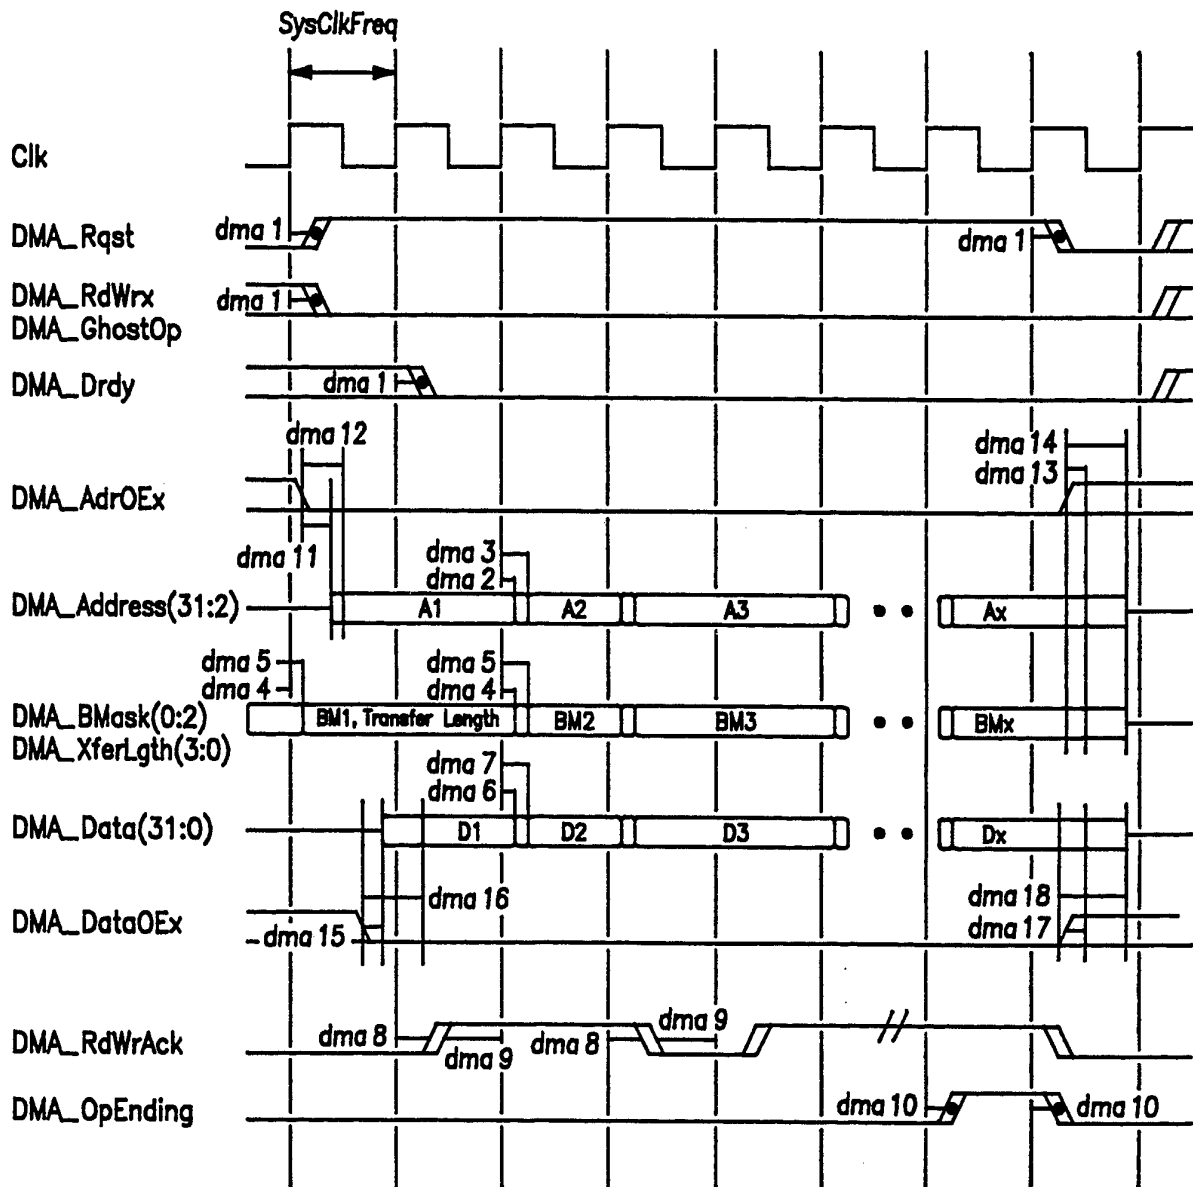 SysClkFreq
Clk
DMA_Rqst dma 1 dma 1
DMA_RdWrx dma 1
DMA_GhostOp
DMA_Drdy dma 1
dma 12 dma 14
dma 13
DMA_AdrOEx
dma 11 dma 3
dma 2
DMA_Address(31:2) A1 A2 A3 Ax
dma 5 dma 5
dma 4 dma 4
DMA_BMask(0:2) BM1, Transfer Length BM2 BM3 BMx
DMA_XferLgth(3:0)
dma 7
dma 6
DMA_Data(31:0) D1 D2 D3 Dx
dma 16 dma 18
DMA_DataOEx dma 15 dma 17
dma 9
DMA_RdWrAck dma 8 dma 9 dma 8
DMA_OpEnding dma 10 dma 10